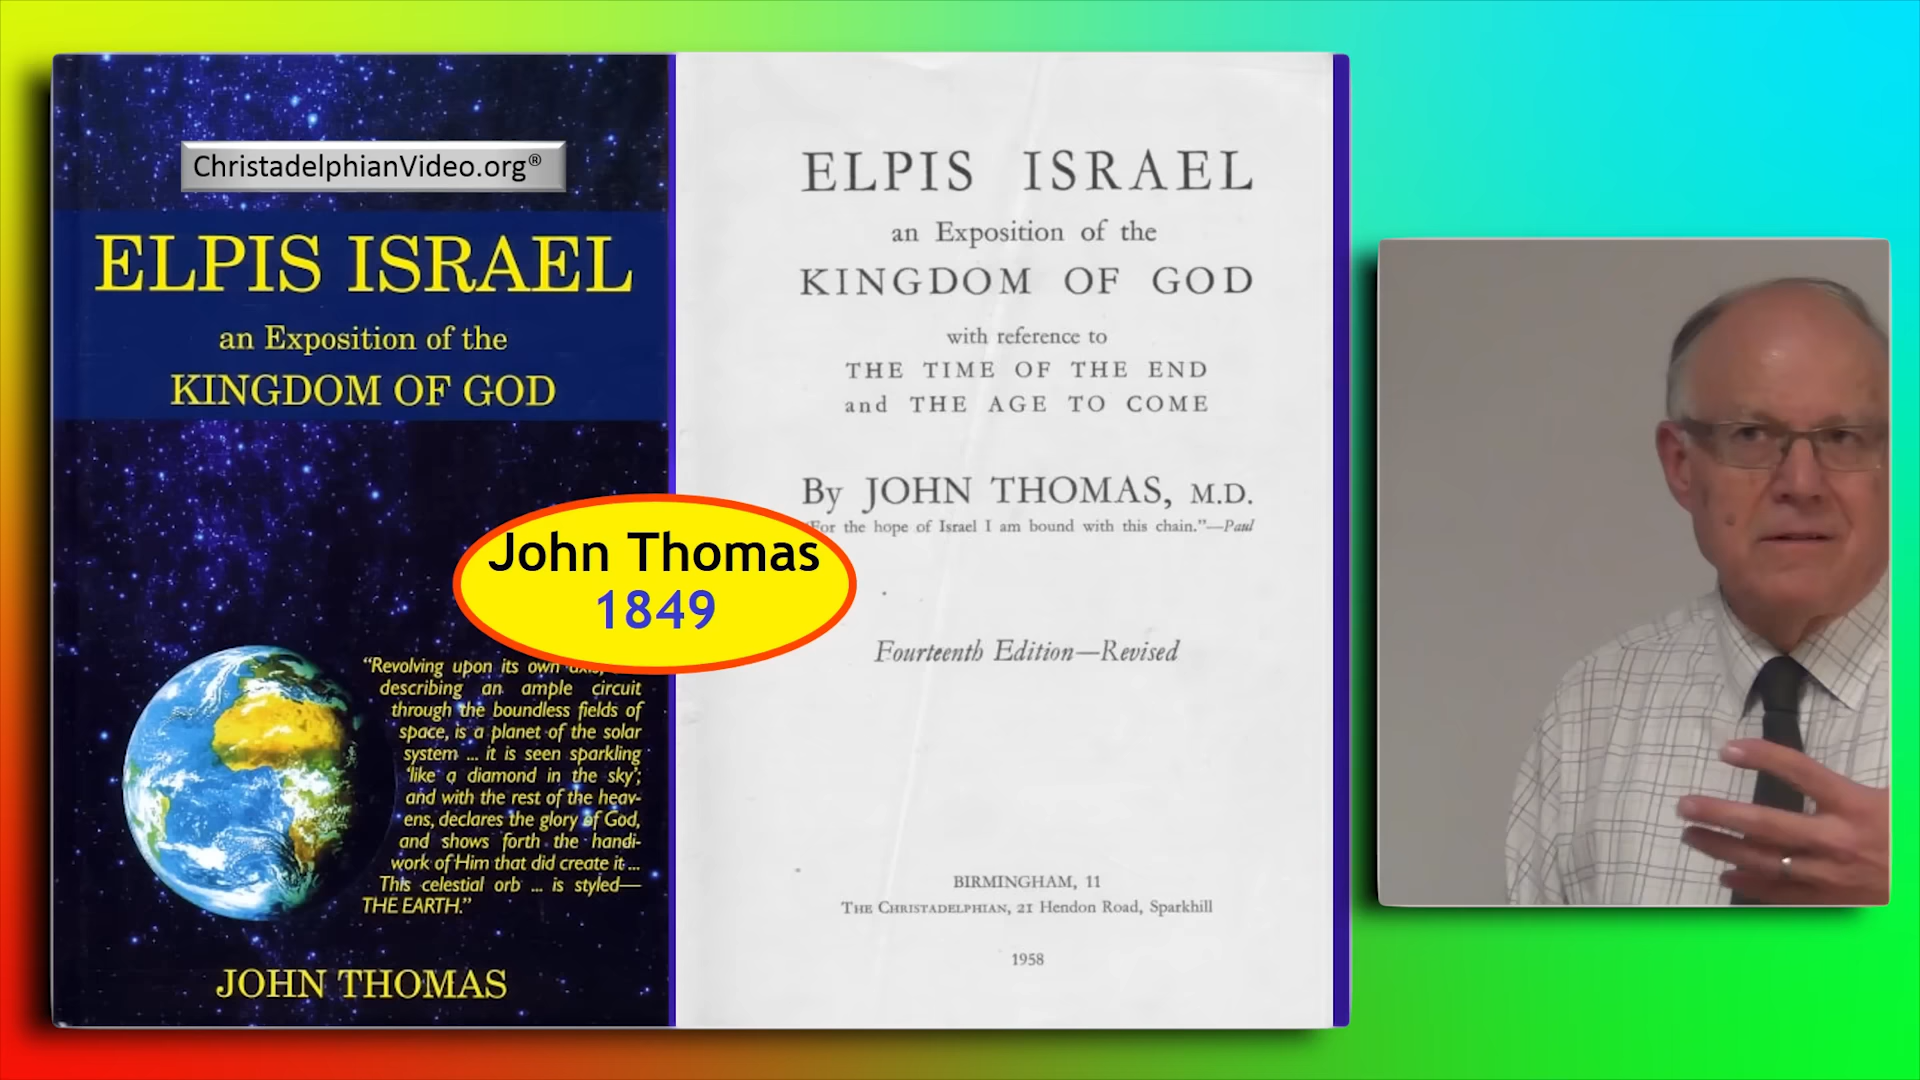 ChristadelphianVideo.org®
ELPIS ISRAEL
an Exposition of the
KINGDOM OF GOD
John Thomas
1849
“Revolving upon its own
describing an ample circuit
through the boundless fields of
space, is a planet of the solar
system ... it is seen sparkling
‘like a diamond in the sky’;
and with the rest of the heav-
ens, declares the glory of God,
and shows forth the handi-
work of Him that did create it ...
This celestial orb ... is styled—
THE EARTH.”
JOHN THOMAS
ELPIS ISRAEL
an Exposition of the
KINGDOM OF GOD
with reference to
THE TIME OF THE END
and THE AGE TO COME
By JOHN THOMAS, M.D.
“For the hope of Israel I am bound with this chain.”—Paul
Fourteenth Edition—Revised
BIRMINGHAM, 11
THE CHRISTADELPHIAN, 21 Hendon Road, Sparkhill
1958